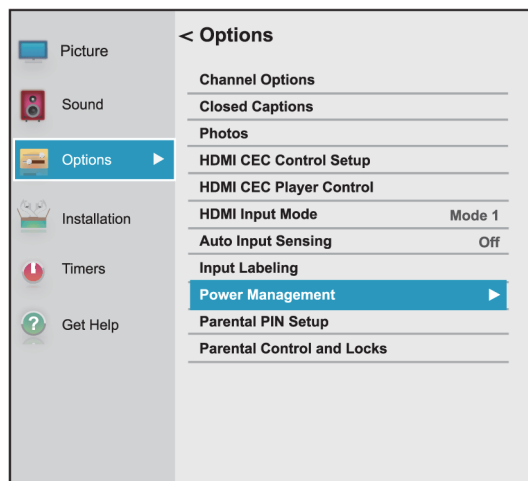 Picture
Sound
Options
Installation
Timers
Get Help
< Options
Channel Options
Closed Captions
Photos
HDMI CEC Control Setup
HDMI CEC Player Control
HDMI Input Mode Mode 1
Auto Input Sensing Off
Input Labeling
Power Management
Parental PIN Setup
Parental Control and Locks